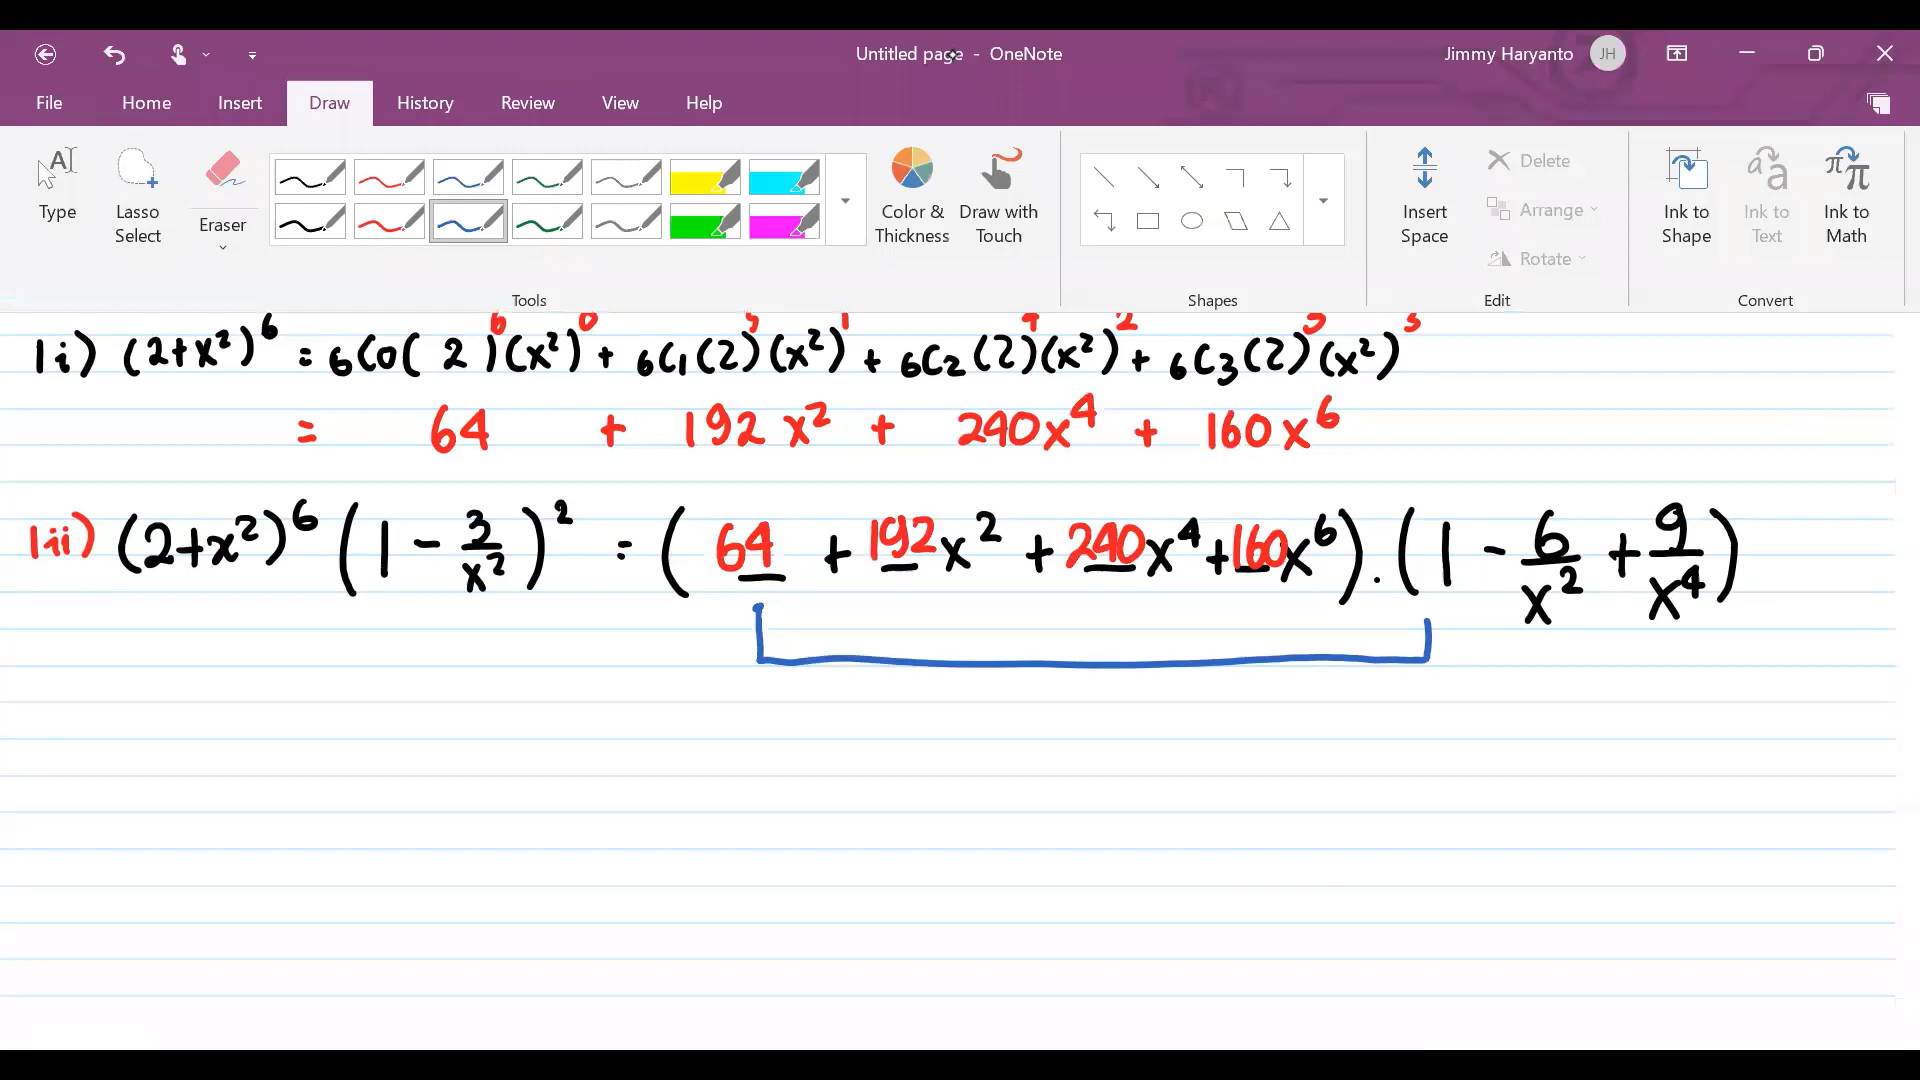 Untitled page - OneNote
Jimmy Haryanto JH
File Home Insert Draw History Review View Help
Type
Lasso Select
Eraser
Color & Thickness
Draw with Touch
Insert Space
Delete
Arrange
Rotate
Ink to Shape
Ink to Text
Ink to Math
Tools Shapes Edit Convert
1i) (2+x²)⁶ = 6C0(2)⁶(x²)⁰ + 6C1(2)⁵(x²)¹ + 6C2(2)⁴(x²)² + 6C3(2)³(x²)³
= 64 + 192x² + 240x⁴ + 160x⁶
1ii) (2+x²)⁶(1 - 3/x²)² = (64 + 192x² + 240x⁴ + 160x⁶).(1 - 6/x² + 9/x⁴)